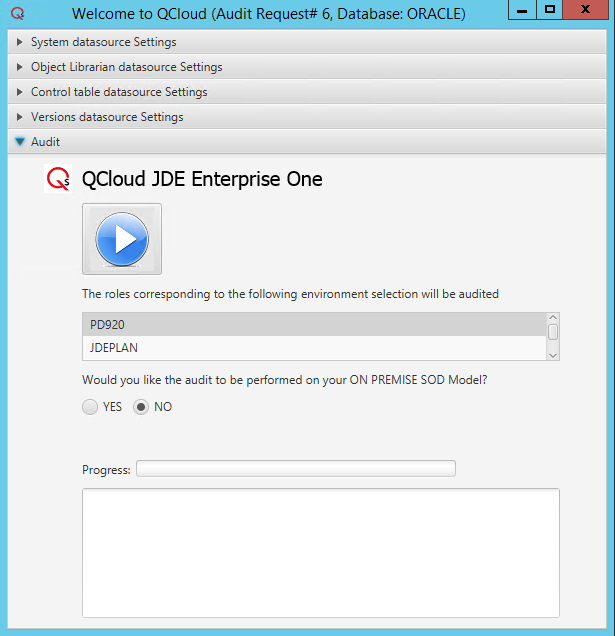 Welcome to QCloud (Audit Request# 6, Database: ORACLE)
System datasource Settings
Object Librarian datasource Settings
Control table datasource Settings
Versions datasource Settings
Audit
Qs QCloud JDE Enterprise One
The roles corresponding to the following environment selection will be audited
PD920
JDEPLAN
Would you like the audit to be performed on your ON PREMISE SOD Model?
YES NO
Progress: